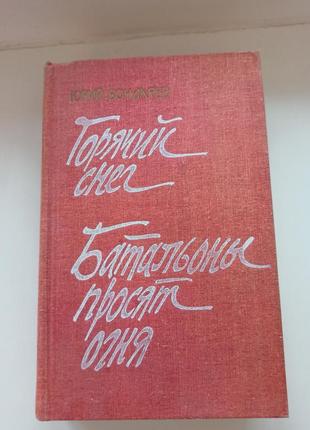 ЮРИЙ БОНДАРЕВ
Горячий
снег
Батальоны
просят
огня